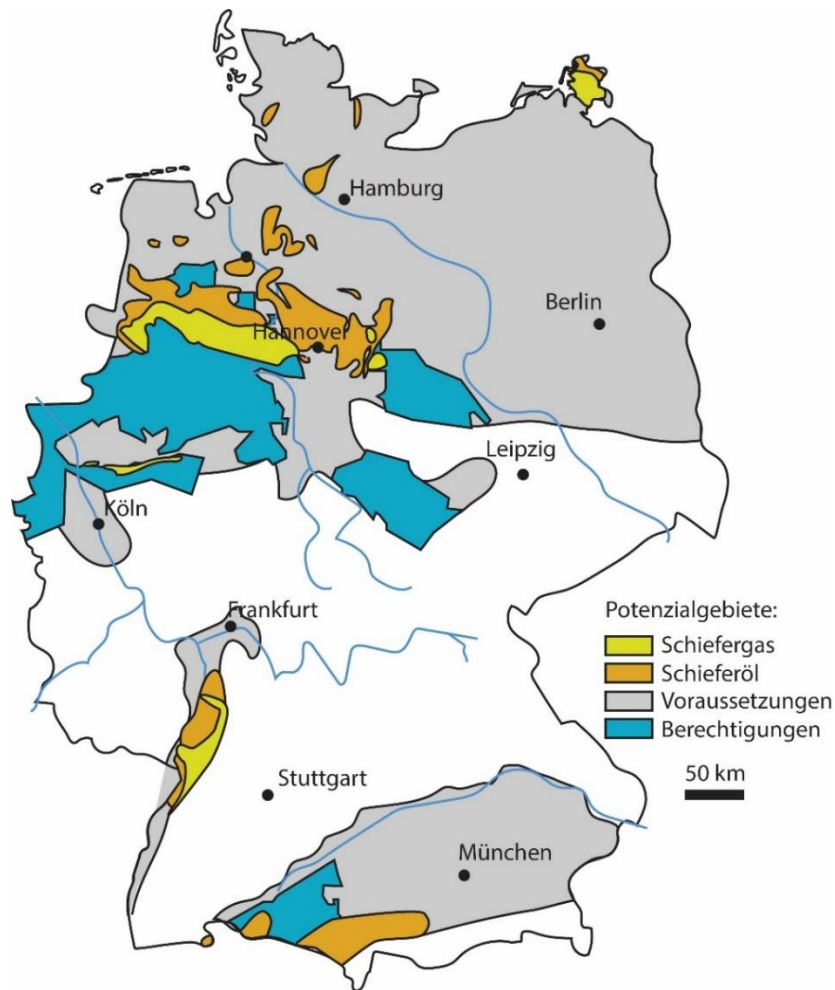 Hamburg
Berlin
Hannover
Leipzig
Köln
Frankfurt
Potenzialgebiete:
Schiefergas
Schieferöl
Voraussetzungen
Berechtigungen
50 km
Stuttgart
München